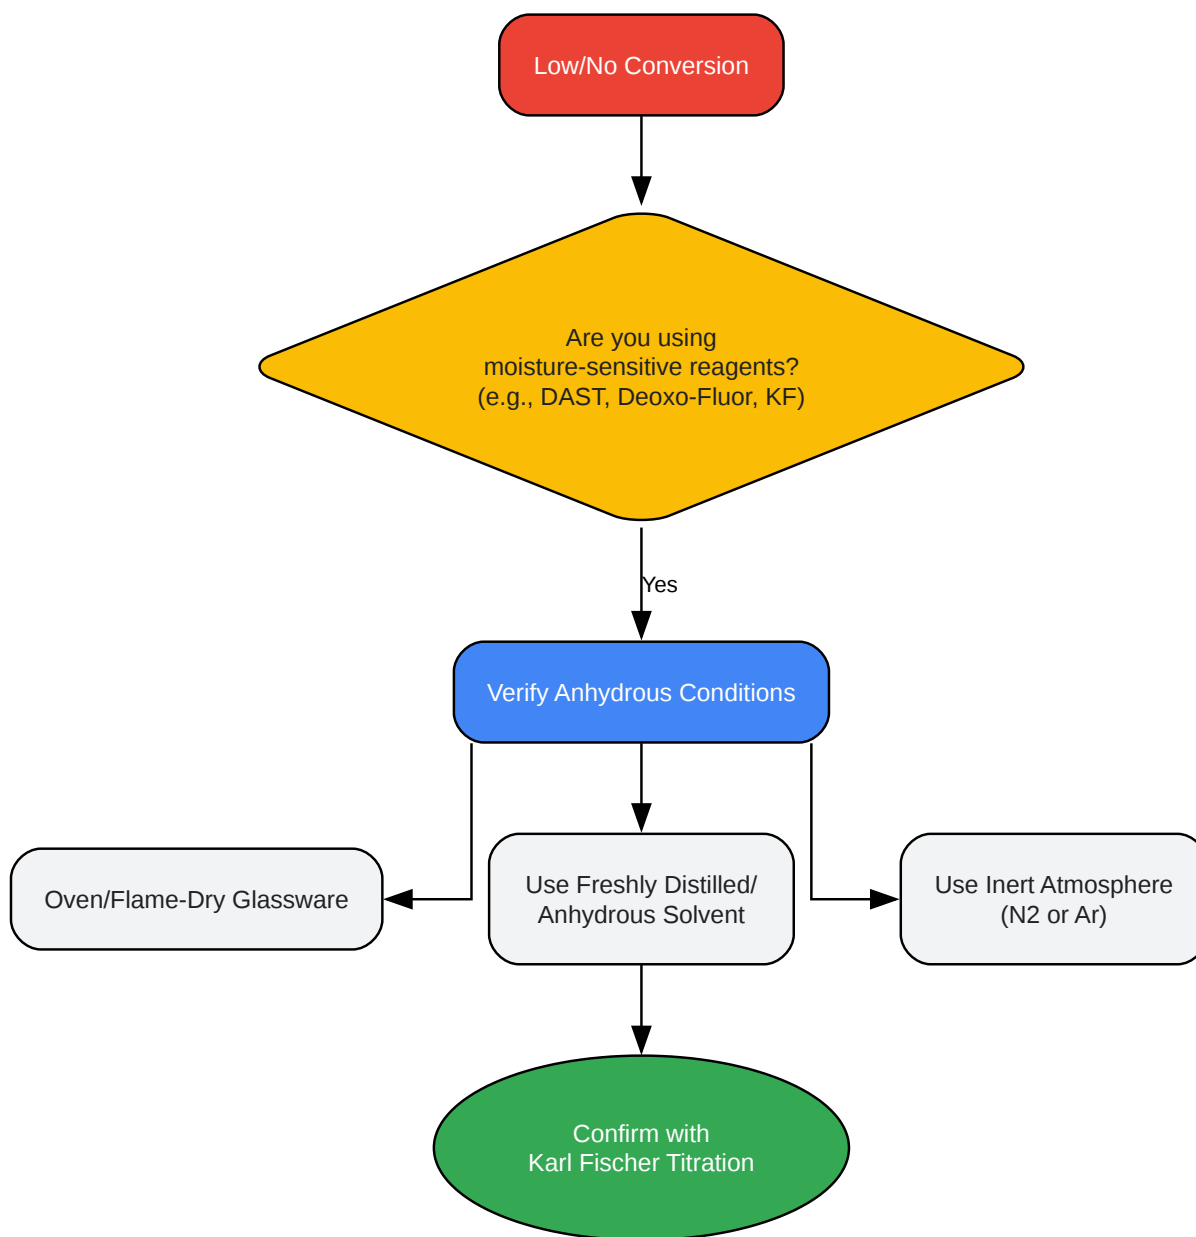 Low/No Conversion
Are you using
moisture-sensitive reagents?
(e.g., DAST, Deoxo-Fluor, KF)
Yes
Verify Anhydrous Conditions
Oven/Flame-Dry Glassware
Use Freshly Distilled/
Anhydrous Solvent
Use Inert Atmosphere
(N2 or Ar)
Confirm with
Karl Fischer Titration